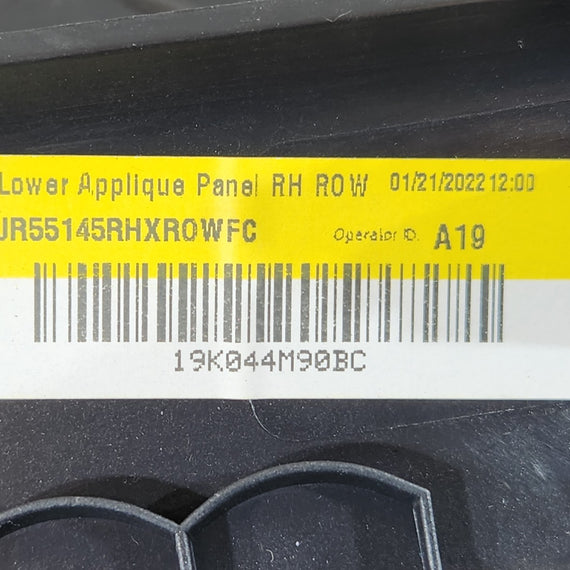 Lower Applique Panel RH ROW 01/21/2022 12:00
JR55145RHXROWFC Operator ID. A19
19K044M90BC